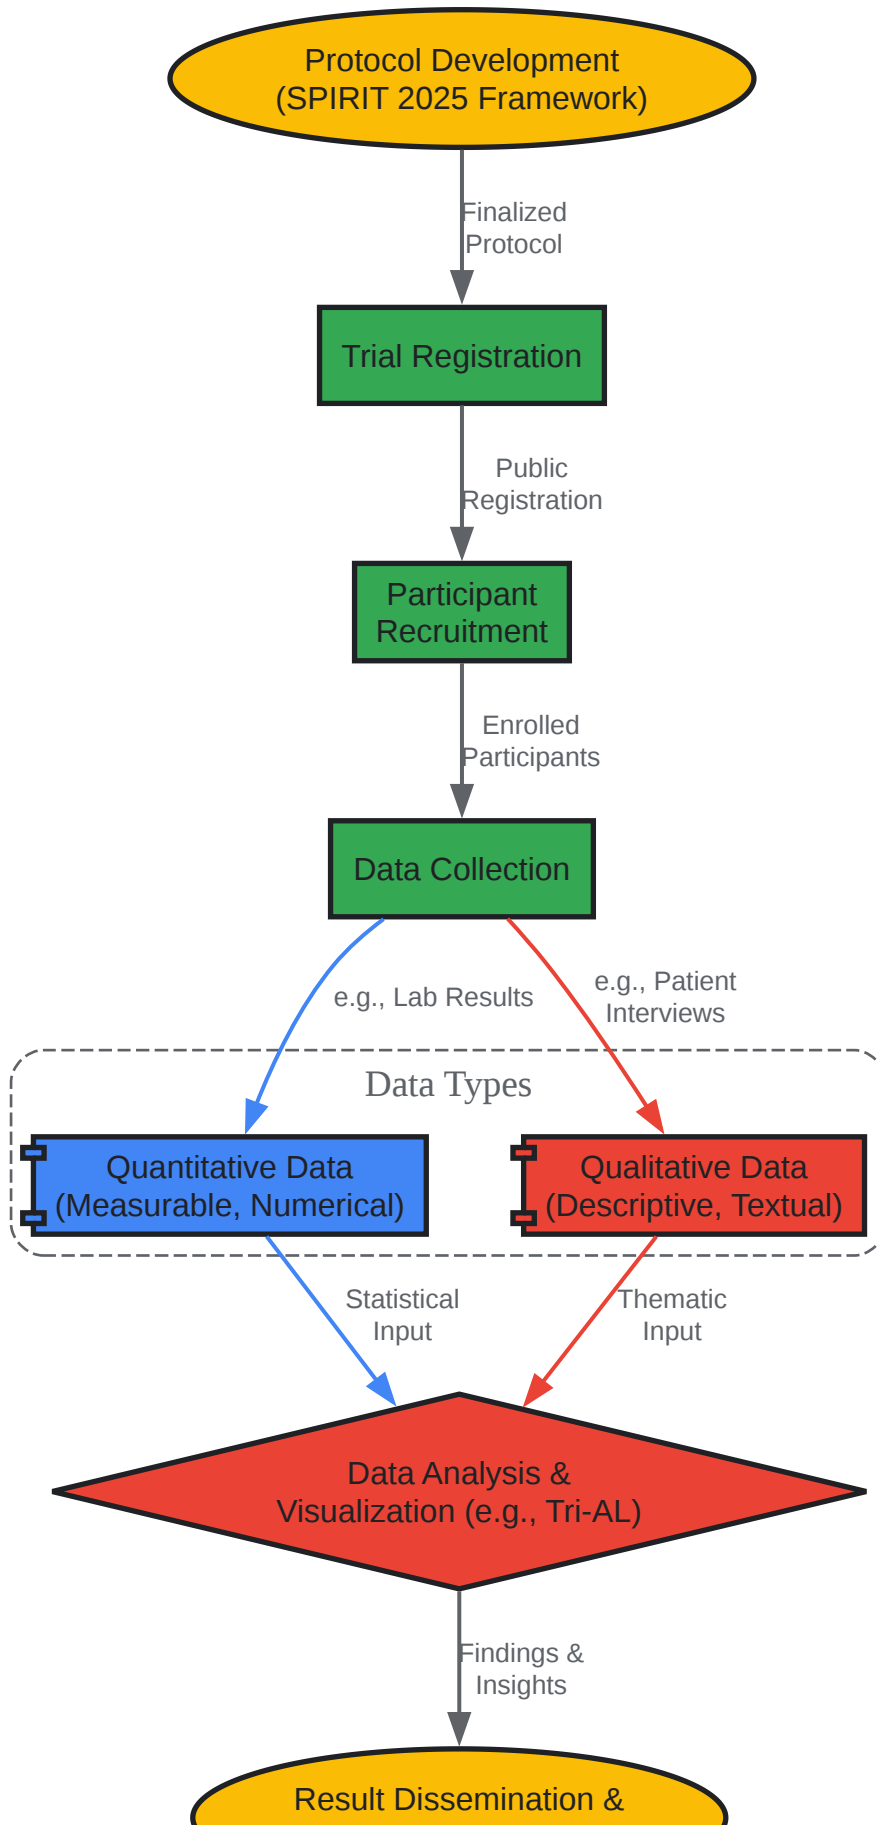 Protocol Development
(SPIRIT 2025 Framework)
Finalized
Protocol
Trial Registration
Public
Registration
Participant
Recruitment
Enrolled
Participants
Data Collection
e.g., Lab Results
e.g., Patient
Interviews
Data Types
Quantitative Data
(Measurable, Numerical)
Qualitative Data
(Descriptive, Textual)
Statistical
Input
Thematic
Input
Data Analysis &
Visualization (e.g., Tri-AL)
Findings &
Insights
Result Dissemination &